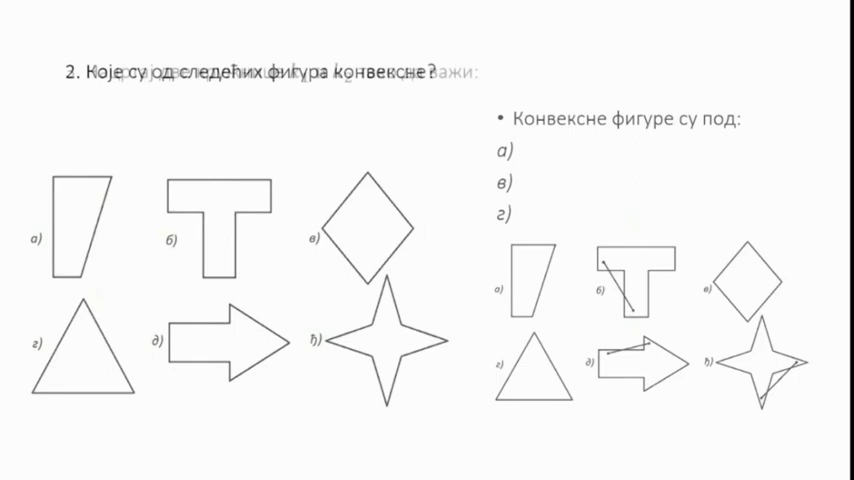 2. Које су од следећих фигура конвексне?
• Конвексне фигуре су под:
а)
в)
г)
а)
б)
в)
г)
д)
ђ)
а)
б)
в)
г)
д)
ђ)